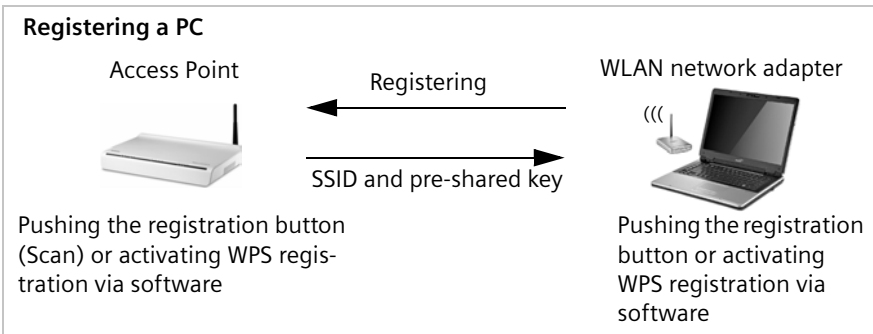 Registering a PC
Access Point
Registering
WLAN network adapter
(((
SSID and pre-shared key
Pushing the registration button
(Scan) or activating WPS regis-
tration via software
Pushing the registration
button or activating
WPS registration via
software